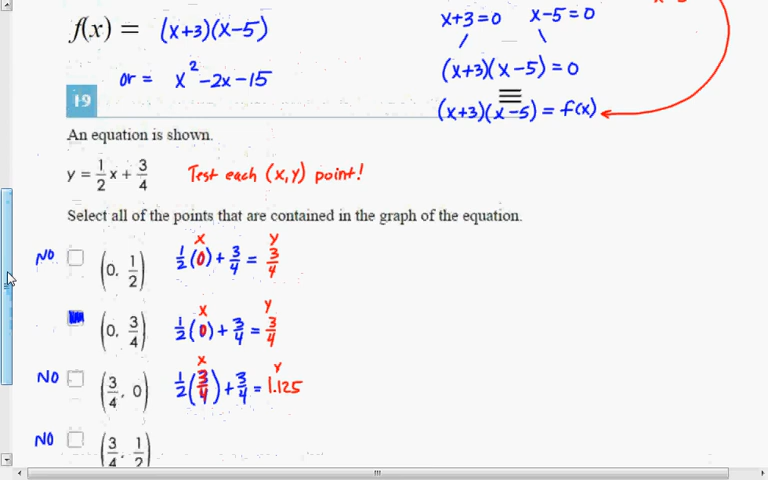 f(x) = (x+3)(x-5)
or = x² - 2x - 15
x+3=0 x-5=0
(x+3)(x-5)=0
≡
(x+3)(x-5) = f(x)
19
An equation is shown.
y = 1/2 x + 3/4 Test each (x,y) point!
Select all of the points that are contained in the graph of the equation.
x y
NO (0, 1/2) 1/2(0) + 3/4 = 3/4
x y
(0, 3/4) 1/2(0) + 3/4 = 3/4
x y
NO (3/4, 0) 1/2(3/4) + 3/4 = 1.125
NO (3/4, 1/2)